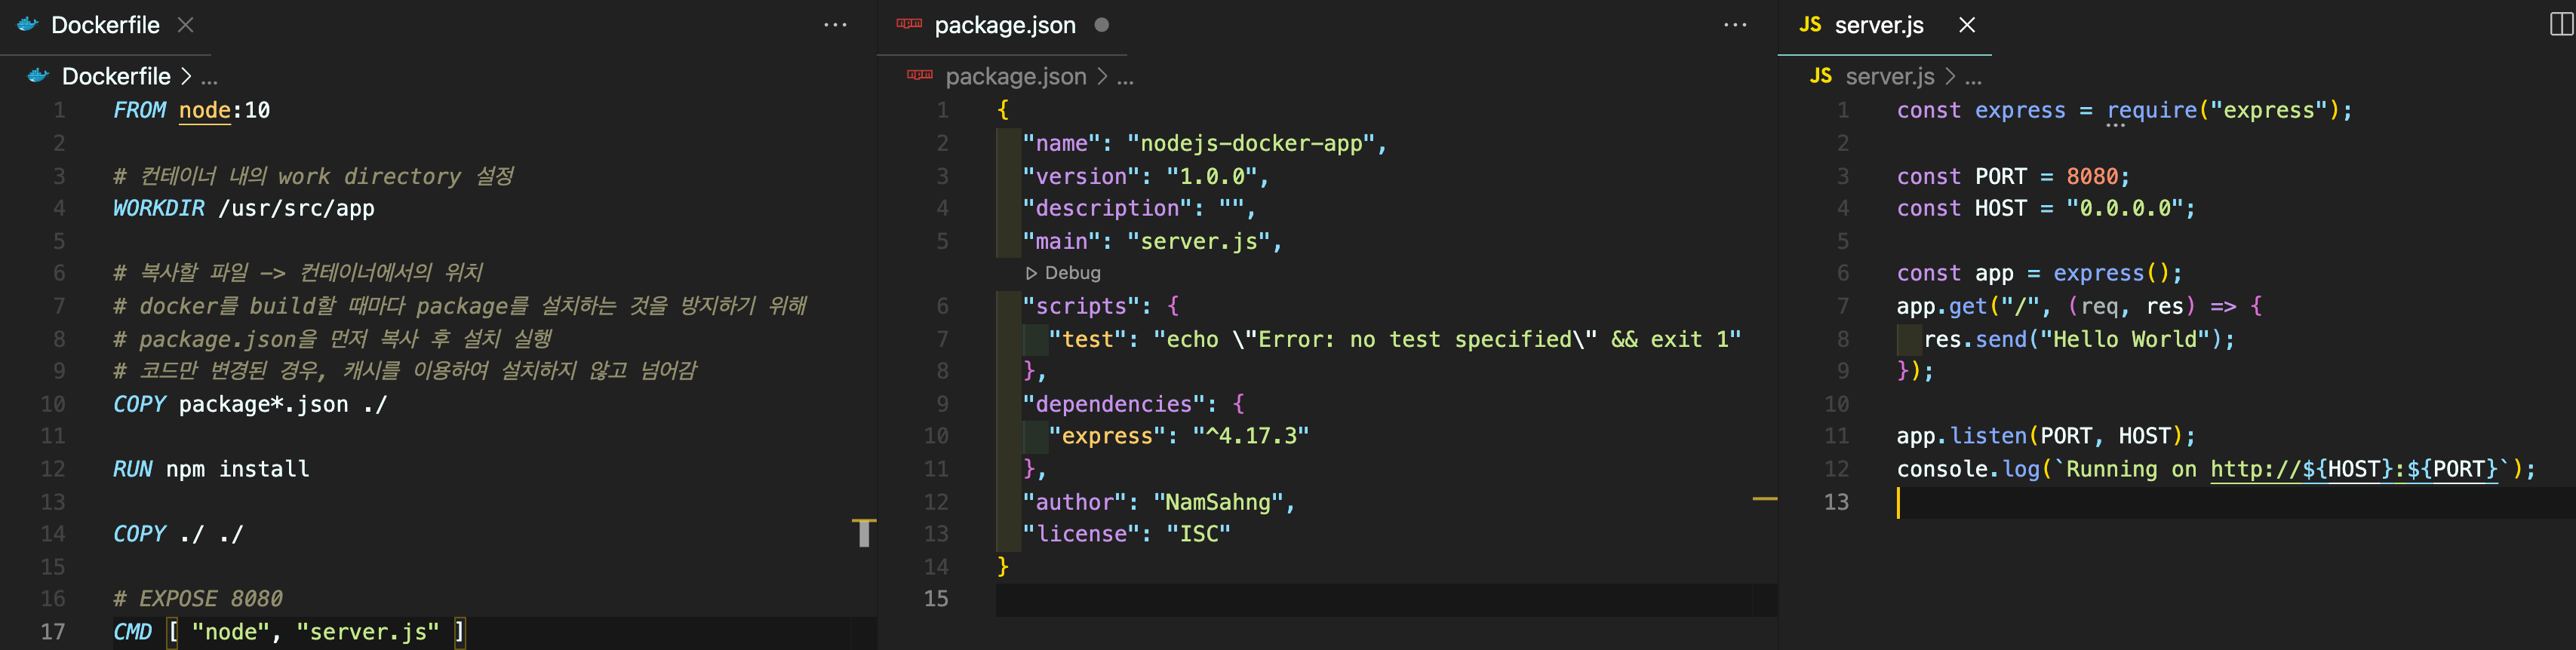 Dockerfile
Dockerfile > ...
1 FROM node:10
2
3 # 컨테이너 내의 work directory 설정
4 WORKDIR /usr/src/app
5
6 # 복사할 파일 -> 컨테이너에서의 위치
7 # docker를 build할 때마다 package를 설치하는 것을 방지하기 위해
8 # package.json을 먼저 복사 후 설치 실행
9 # 코드만 변경된 경우, 캐시를 이용하여 설치하지 않고 넘어감
10 COPY package*.json ./
11
12 RUN npm install
13
14 COPY ./ ./
15
16 # EXPOSE 8080
17 CMD [ "node", "server.js" ]
package.json
package.json > ...
1 {
2 "name": "nodejs-docker-app",
3 "version": "1.0.0",
4 "description": "",
5 "main": "server.js",
Debug
6 "scripts": {
7 "test": "echo \"Error: no test specified\" && exit 1"
8 },
9 "dependencies": {
10 "express": "^4.17.3"
11 },
12 "author": "NamSahng",
13 "license": "ISC"
14 }
15
JS server.js
JS server.js > ...
1 const express = require("express");
2
3 const PORT = 8080;
4 const HOST = "0.0.0.0";
5
6 const app = express();
7 app.get("/", (req, res) => {
8 res.send("Hello World");
9 });
10
11 app.listen(PORT, HOST);
12 console.log(`Running on http://${HOST}:${PORT}`);
13